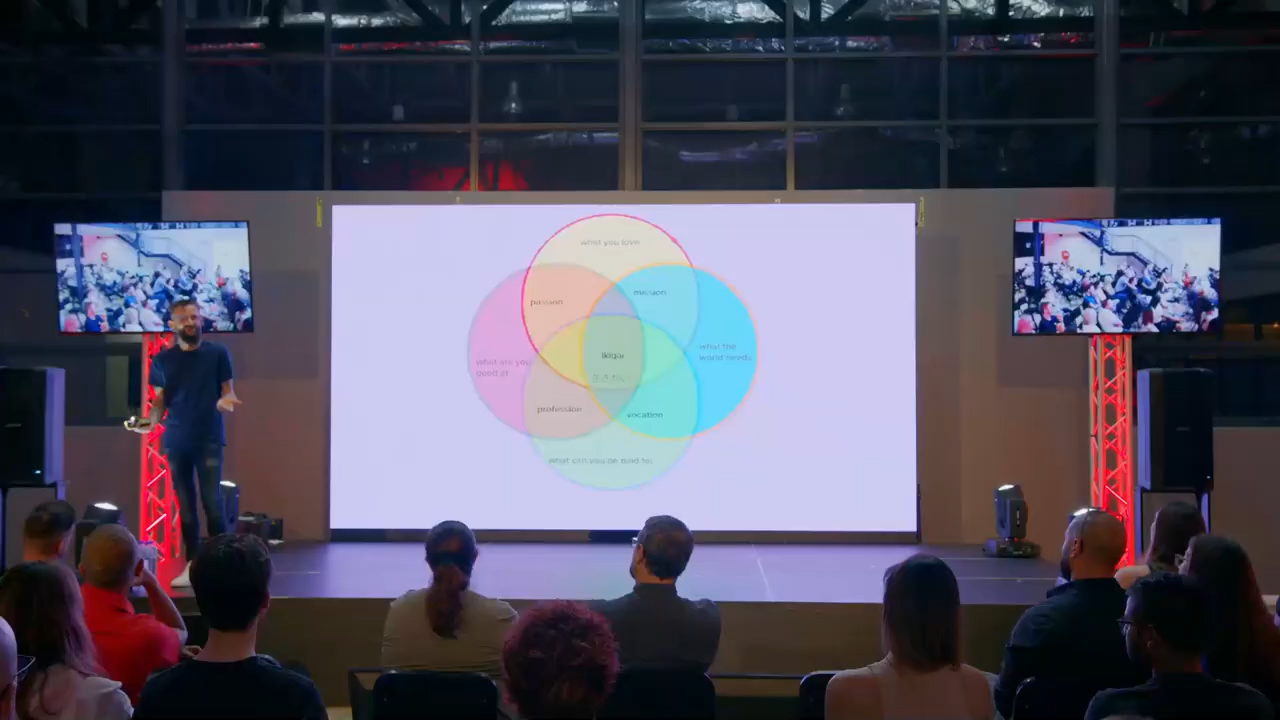 what you love
passion
mission
what are you
good at
what the
world needs
Ikigai
profession
vocation
what can you be paid for